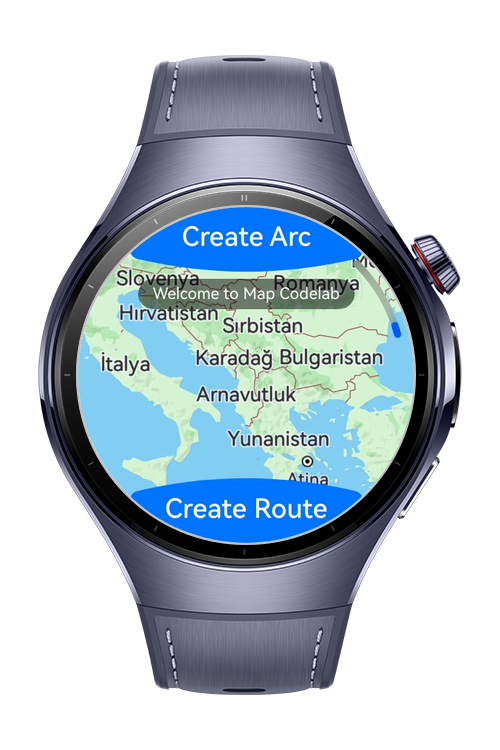 Create Arc
Slovenya
Romanya
Welcome to Map Codelab
Hırvatistan
Sırbistan
İtalya
Karadağ Bulgaristan
Arnavutluk
Yunanistan
Atina
Create Route